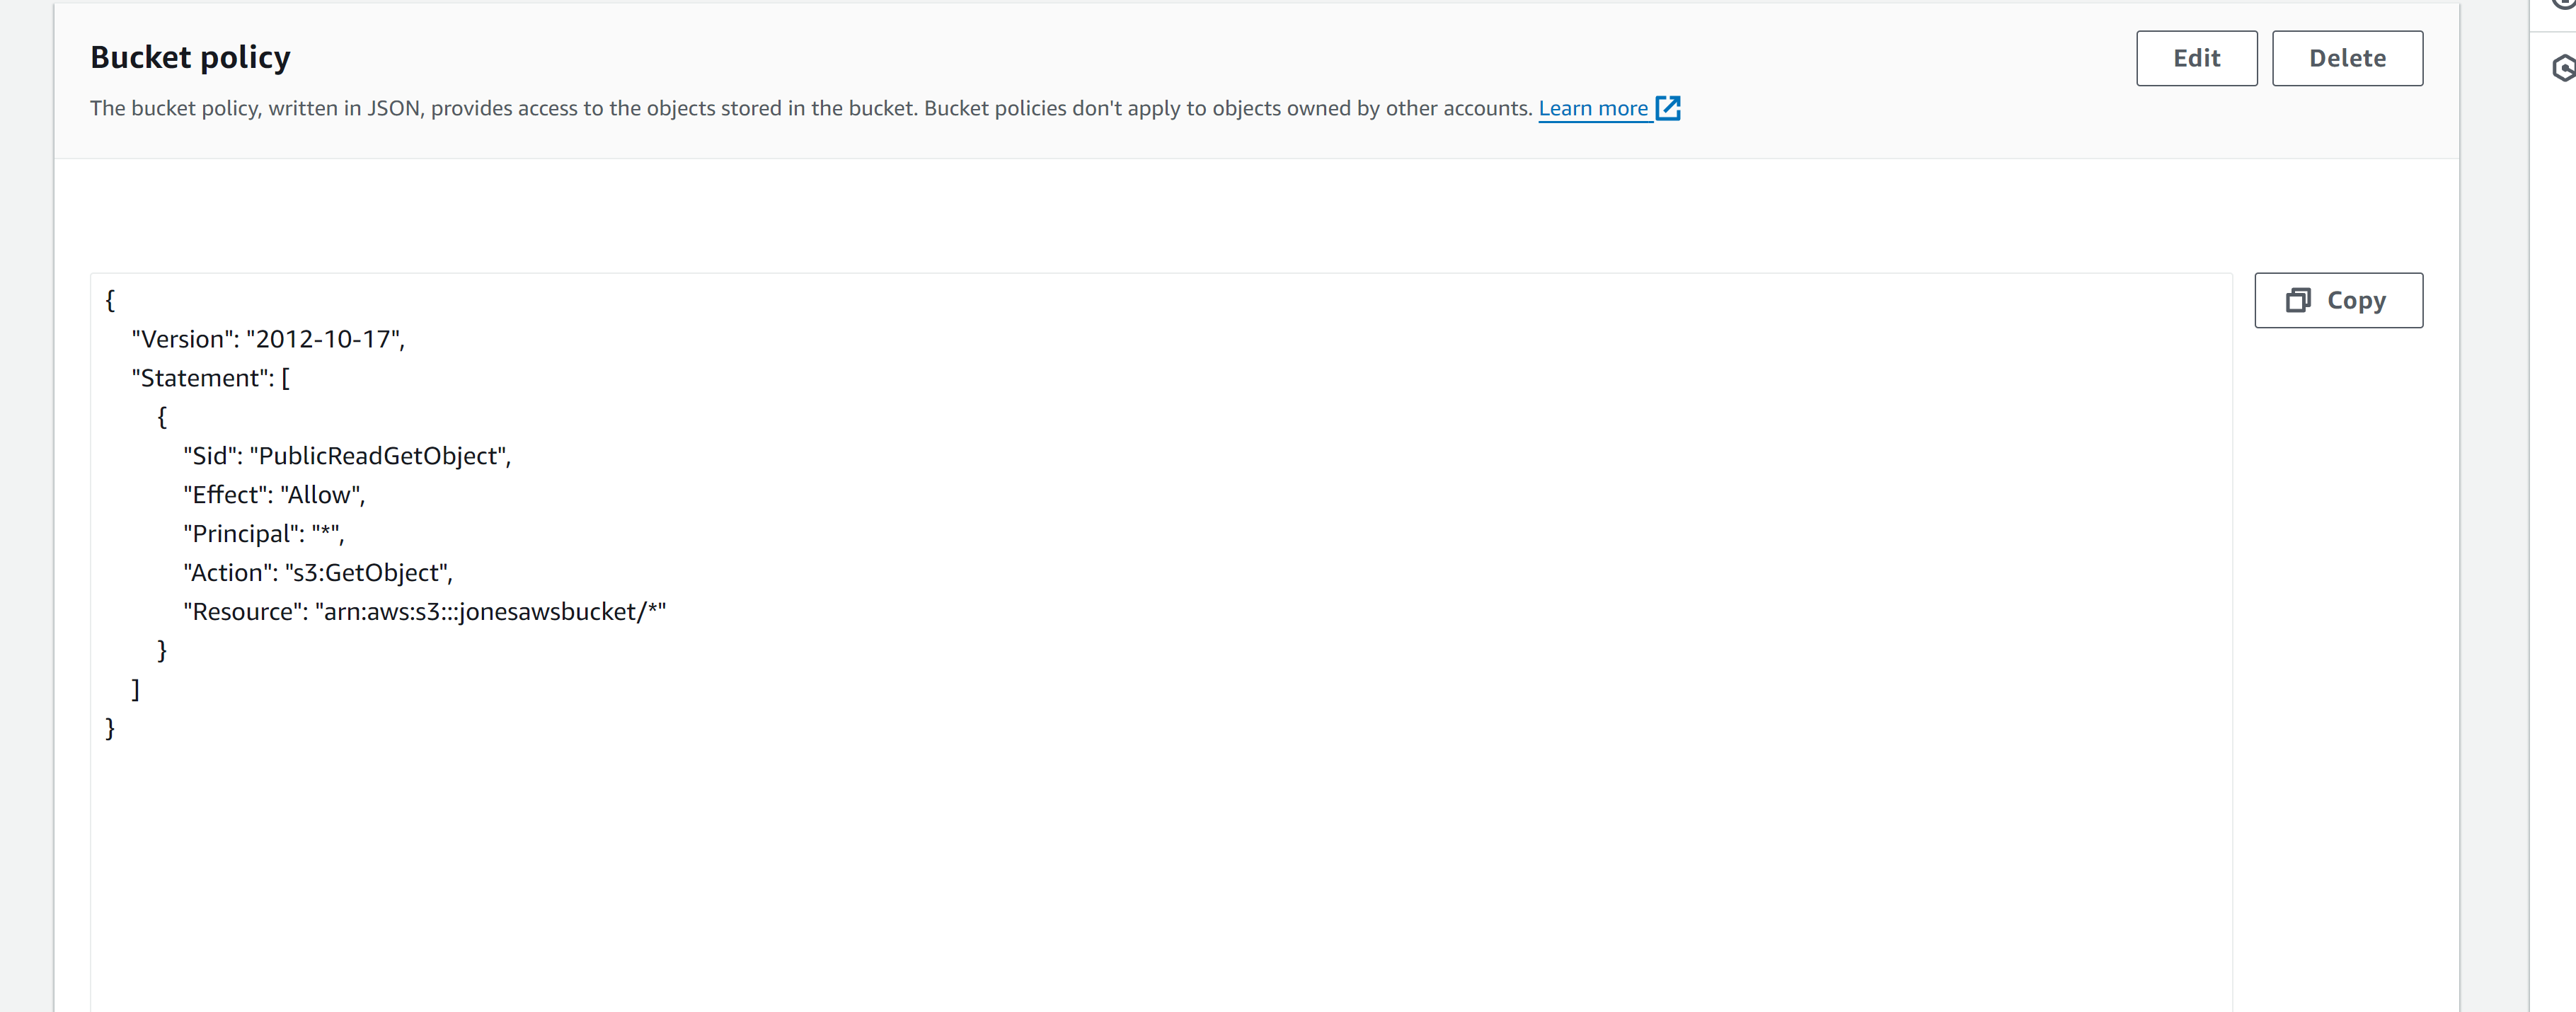 Bucket policy
Edit
Delete
The bucket policy, written in JSON, provides access to the objects stored in the bucket. Bucket policies don't apply to objects owned by other accounts. Learn more
Copy
{
"Version": "2012-10-17",
"Statement": [
{
"Sid": "PublicReadGetObject",
"Effect": "Allow",
"Principal": "*",
"Action": "s3:GetObject",
"Resource": "arn:aws:s3:::jonesawsbucket/*"
}
]
}